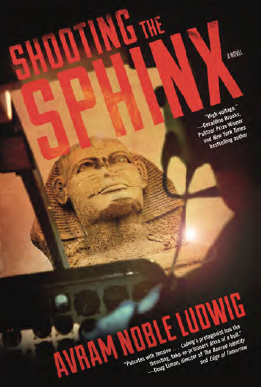 SHOOTING THE
SPHINX
A NOVEL
"High-voltage."
—Geraldine Brooks,
Pulitzer Prize Winner
and New York Times
bestselling author
AVRAM NOBLE LUDWIG
"Pulsates with tension . . . Ludwig's protagonist has the
thrusting, take-no-prisoners drive of a bull."
—Doug Liman, director of The Bourne Identity
and Edge of Tomorrow